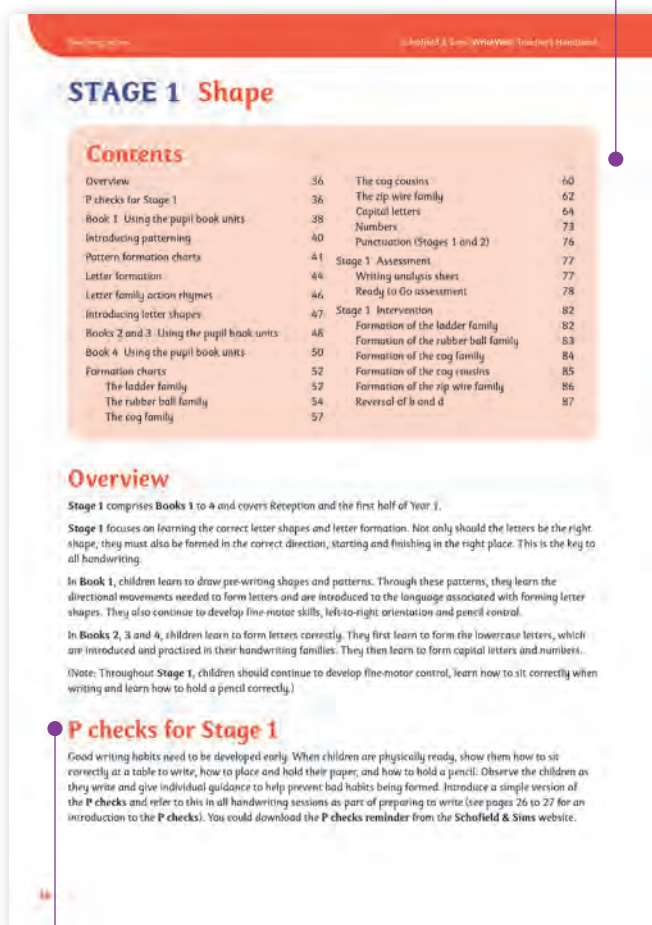 Teaching notes
Schofield & Sims WriteWell Teacher's Handbook
STAGE 1 Shape
Contents
Overview 36
P checks for Stage 1 36
Book 1 Using the pupil book units 38
Introducing patterning 40
Pattern formation charts 41
Letter formation 44
Letter family action rhymes 46
Introducing letter shapes 47
Books 2 and 3 Using the pupil book units 48
Book 4 Using the pupil book units 50
Formation charts 52
The ladder family 52
The rubber ball family 54
The cog family 57
The cog cousins 60
The zip wire family 62
Capital letters 64
Numbers 73
Punctuation (Stages 1 and 2) 76
Stage 1 Assessment 77
Writing analysis sheet 77
Ready to Go assessment 78
Stage 1 Intervention 82
Formation of the ladder family 82
Formation of the rubber ball family 83
Formation of the cog family 84
Formation of the cog cousins 85
Formation of the zip wire family 86
Reversal of b and d 87
Overview
Stage 1 comprises Books 1 to 4 and covers Reception and the first half of Year 1.
Stage 1 focuses on learning the correct letter shapes and letter formation. Not only should the letters be the right
shape, they must also be formed in the correct direction, starting and finishing in the right place. This is the key to
all handwriting.
In Book 1, children learn to draw pre-writing shapes and patterns. Through these patterns, they learn the
directional movements needed to form letters and are introduced to the language associated with forming letter
shapes. They also continue to develop fine-motor skills, left-to-right orientation and pencil control.
In Books 2, 3 and 4, children learn to form letters correctly. They first learn to form the lowercase letters, which
are introduced and practised in their handwriting families. They then learn to form capital letters and numbers.
(Note: Throughout Stage 1, children should continue to develop fine-motor control, learn how to sit correctly when
writing and learn how to hold a pencil correctly.)
P checks for Stage 1
Good writing habits need to be developed early. When children are physically ready, show them how to sit
correctly at a table to write, how to place and hold their paper, and how to hold a pencil. Observe the children as
they write and give individual guidance to help prevent bad habits being formed. Introduce a simple version of
the P checks and refer to this in all handwriting sessions as part of preparing to write (see pages 26 to 27 for an
introduction to the P checks). You could download the P checks reminder from the Schofield & Sims website.